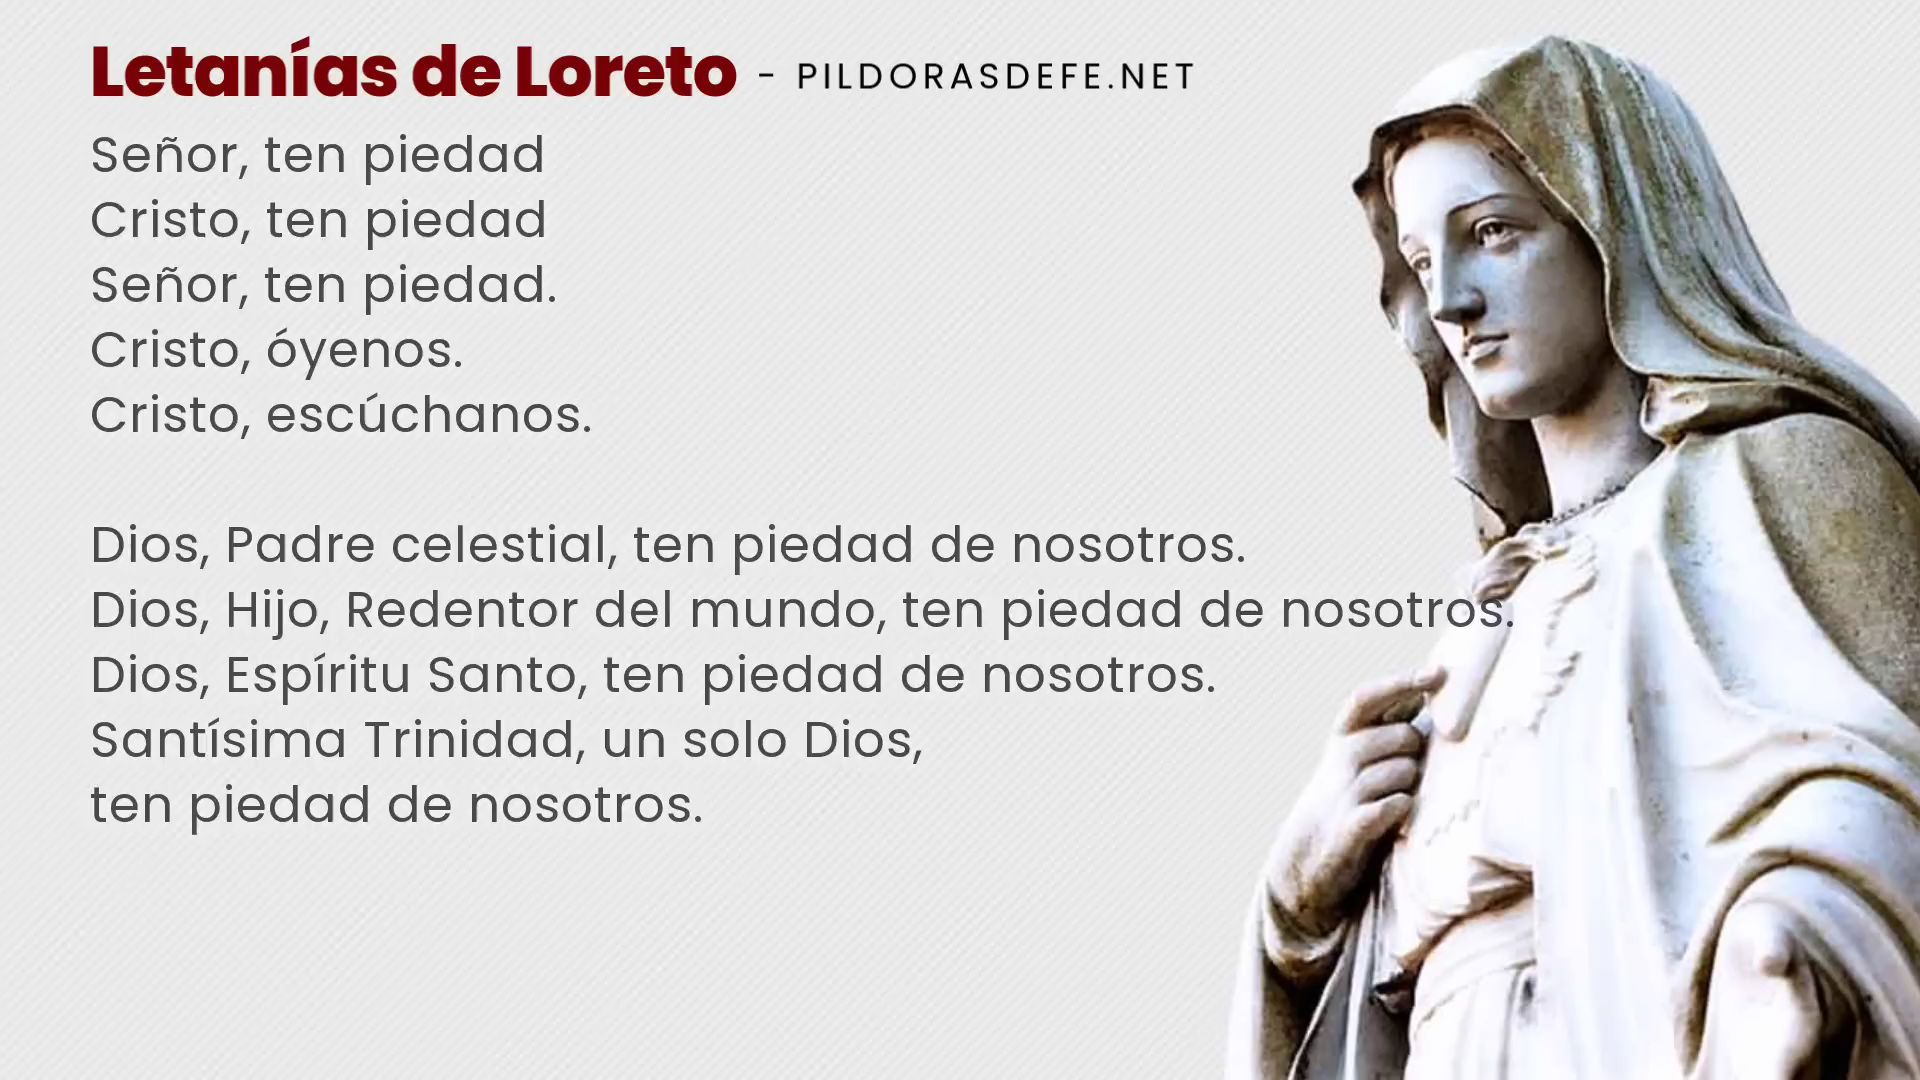 Letanías de Loreto - PILDORASDEFE.NET
Señor, ten piedad
Cristo, ten piedad
Señor, ten piedad.
Cristo, óyenos.
Cristo, escúchanos.
Dios, Padre celestial, ten piedad de nosotros.
Dios, Hijo, Redentor del mundo, ten piedad de nosotros.
Dios, Espíritu Santo, ten piedad de nosotros.
Santísima Trinidad, un solo Dios,
ten piedad de nosotros.